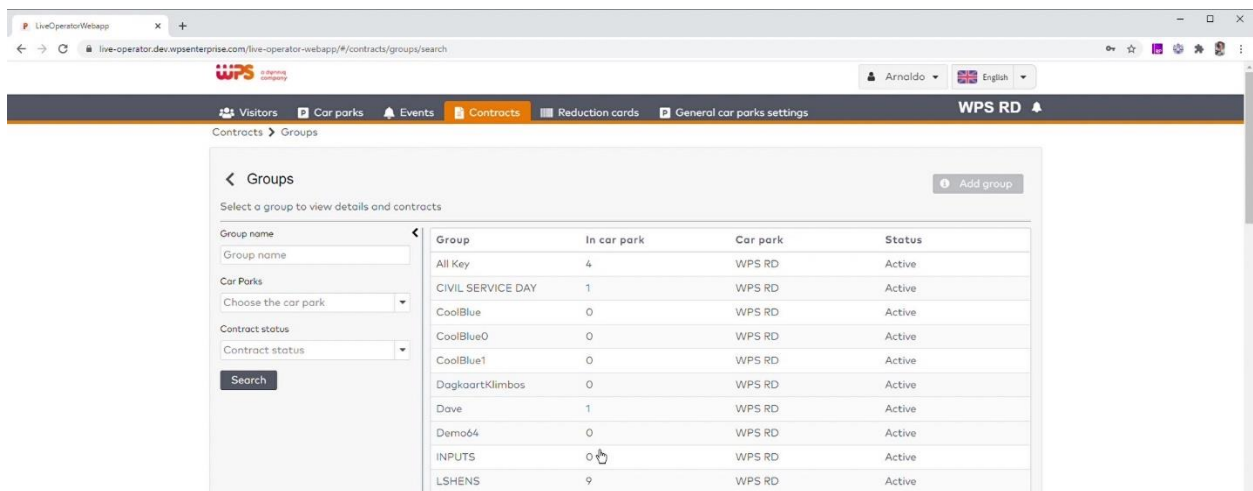 P LiveOperatorWebapp
live-operator.dev.wpsenterprise.com/live-operator-webapp/#/contracts/groups/search
WPS a dormakaba company
Arnaldo English
Visitors P Car parks Events Contracts Reduction cards P General car parks settings WPS RD
Contracts > Groups
Groups
Add group
Select a group to view details and contracts
Group name
Group name
Car Parks
Choose the car park
Contract status
Contract status
Search
Group In car park Car park Status
All Key 4 WPS RD Active
CIVIL SERVICE DAY 1 WPS RD Active
CoolBlue 0 WPS RD Active
CoolBlue0 0 WPS RD Active
CoolBlue1 0 WPS RD Active
DagkaartKlimbos 0 WPS RD Active
Dave 1 WPS RD Active
Demo64 0 WPS RD Active
INPUTS 0 WPS RD Active
LSHENS 9 WPS RD Active